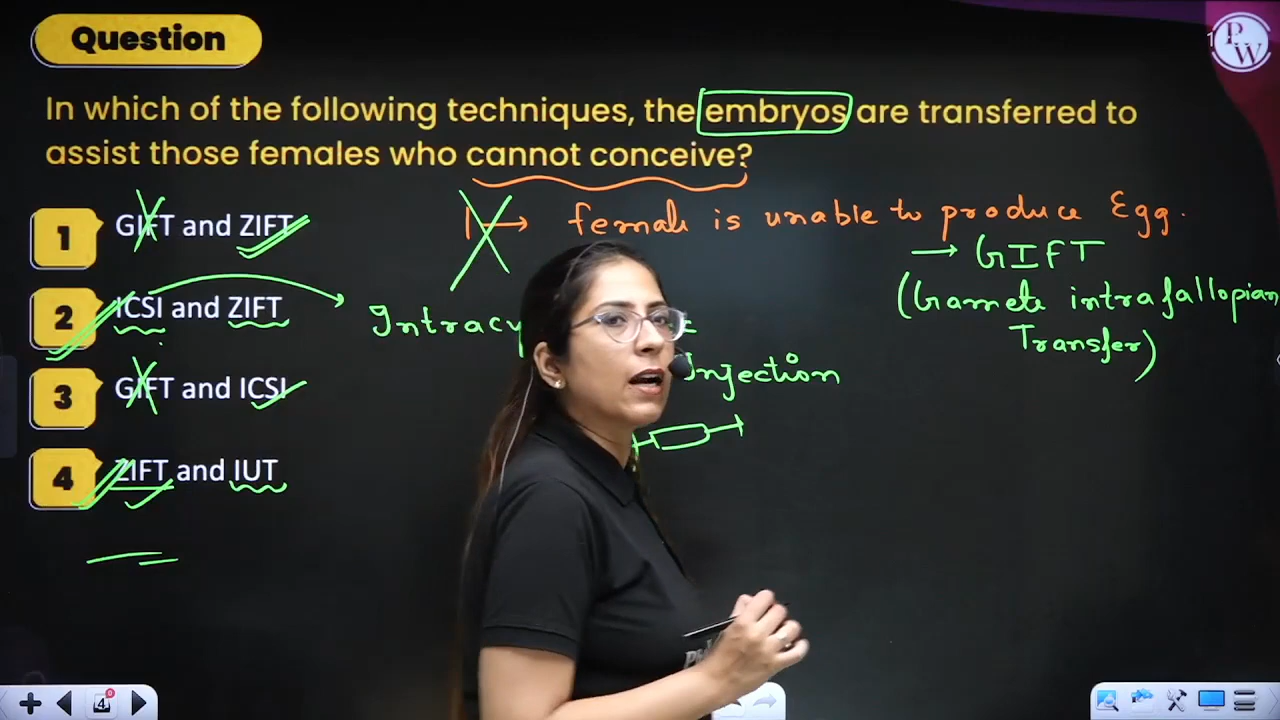 Question
PW
In which of the following techniques, the embryos are transferred to
assist those females who cannot conceive?
1 GIFT and ZIFT
female is unable to produce Egg.
→ GIFT
2 ICSI and ZIFT
(Gamete intrafallopian
Transfer)
Injection
3 GIFT and ICSI
4 ZIFT and IUT